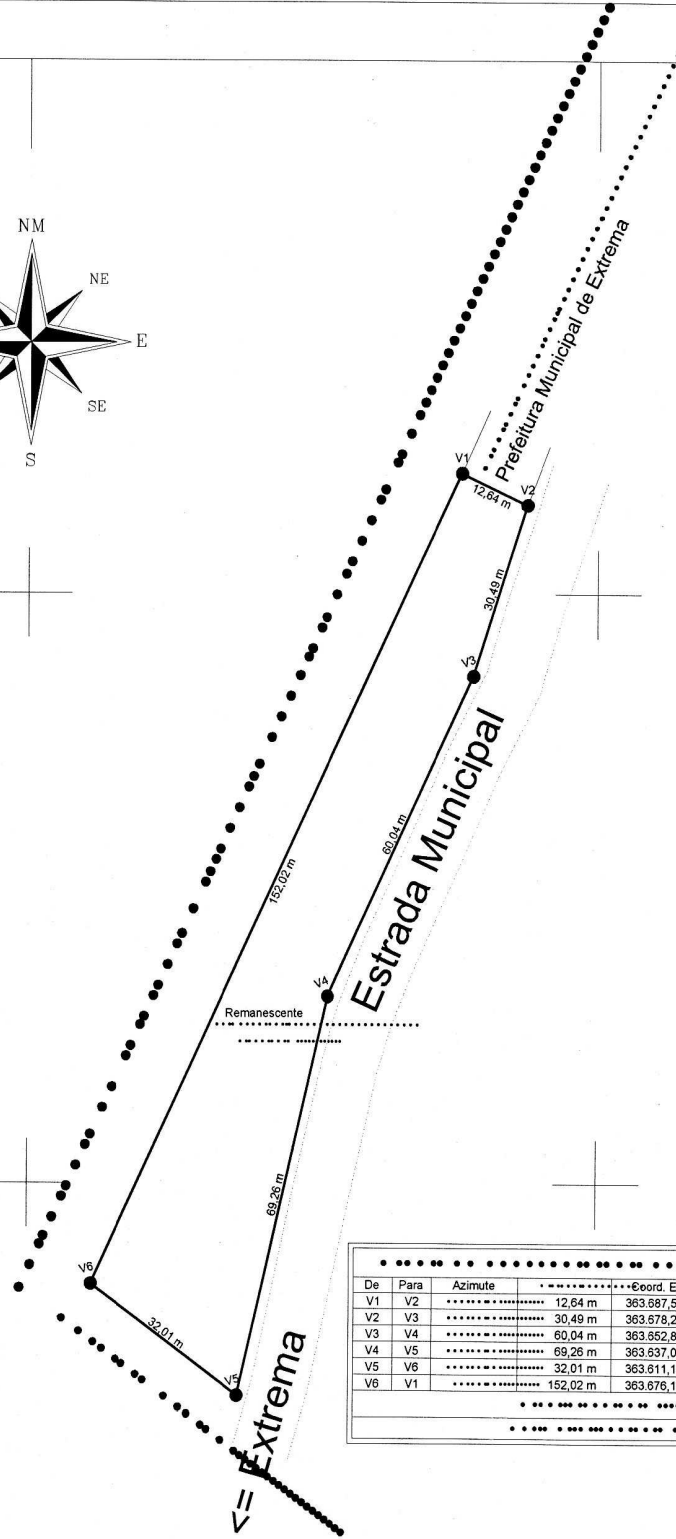 NM
NE
E
SE
S
Prefeitura Municipal de Extrema
V1
12,64 m
V2
30,49 m
V3
60,04 m
Estrada Municipal
152,02 m
V4
Remanescente
69,26 m
V6
32,01 m
V5
<= Extrema
De Para Azimute Coord. E
V1 V2 12,64 m 363.687,5
V2 V3 30,49 m 363.678,2
V3 V4 60,04 m 363.652,8
V4 V5 69,26 m 363.637,0
V5 V6 32,01 m 363.611,1
V6 V1 152,02 m 363.676,1